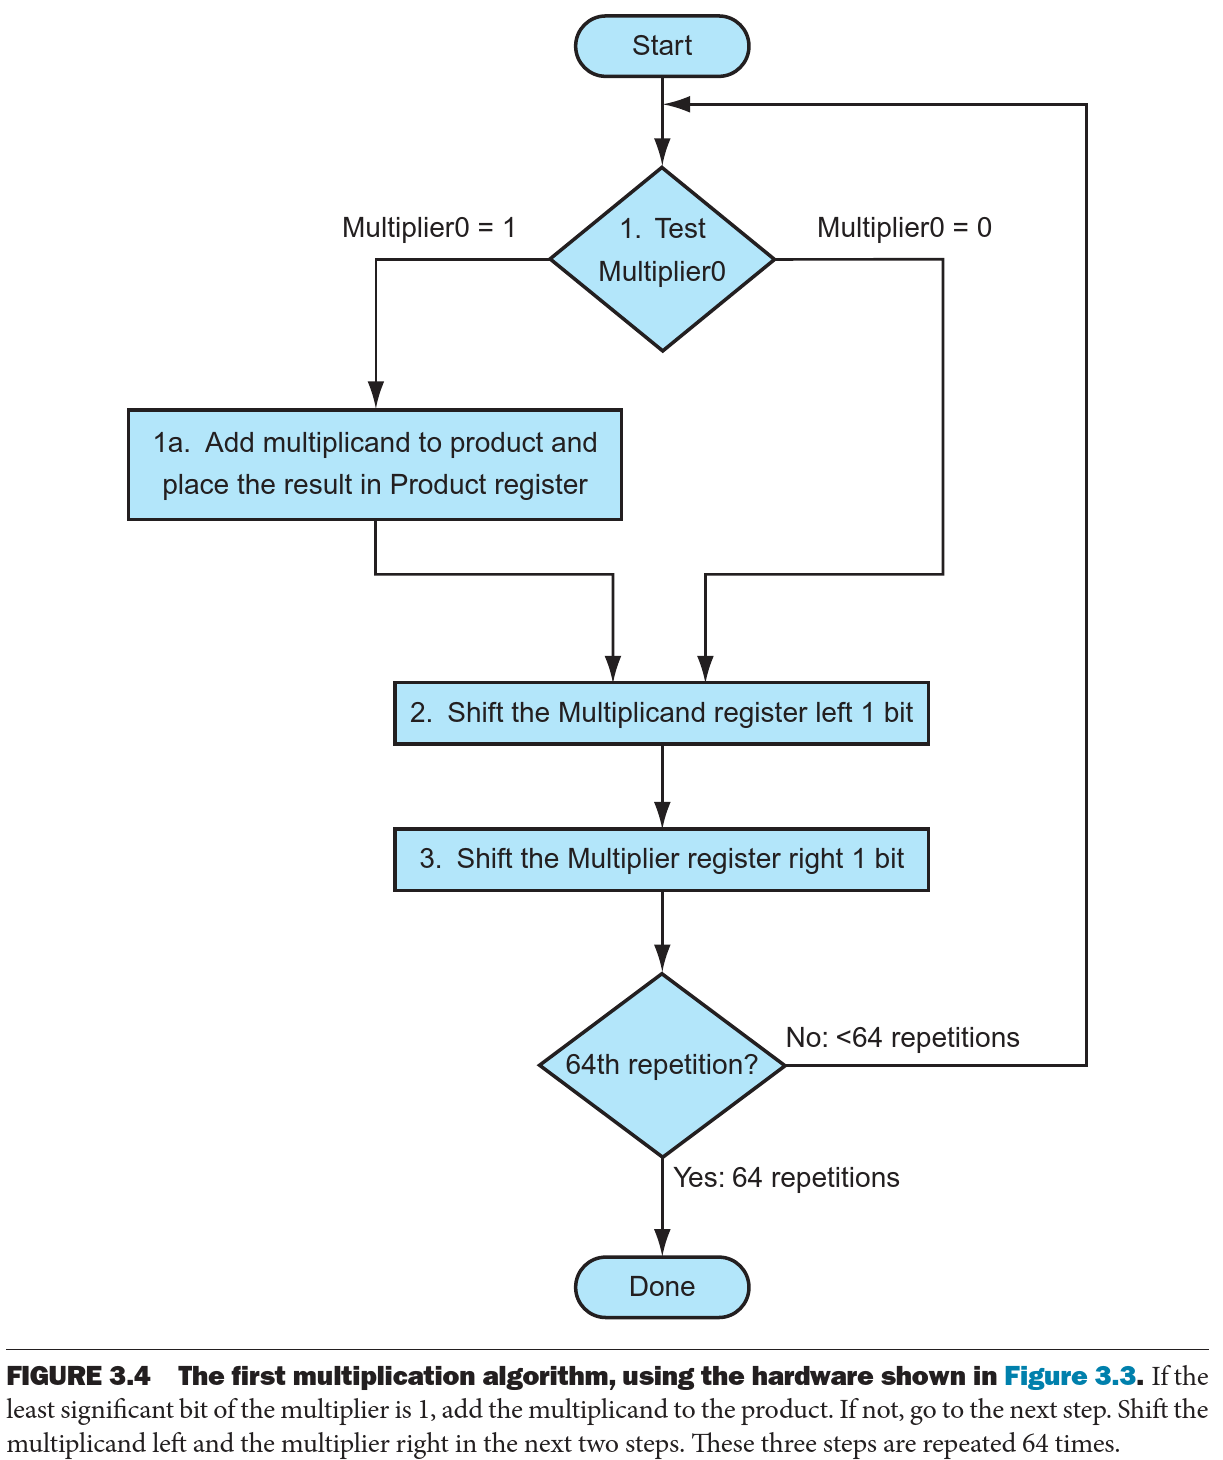 Start
Multiplier0 = 1
1. Test
Multiplier0
Multiplier0 = 0
1a. Add multiplicand to product and
place the result in Product register
2. Shift the Multiplicand register left 1 bit
3. Shift the Multiplier register right 1 bit
64th repetition?
No: <64 repetitions
Yes: 64 repetitions
Done
FIGURE 3.4 The first multiplication algorithm, using the hardware shown in Figure 3.3. If the
least significant bit of the multiplier is 1, add the multiplicand to the product. If not, go to the next step. Shift the
multiplicand left and the multiplier right in the next two steps. These three steps are repeated 64 times.